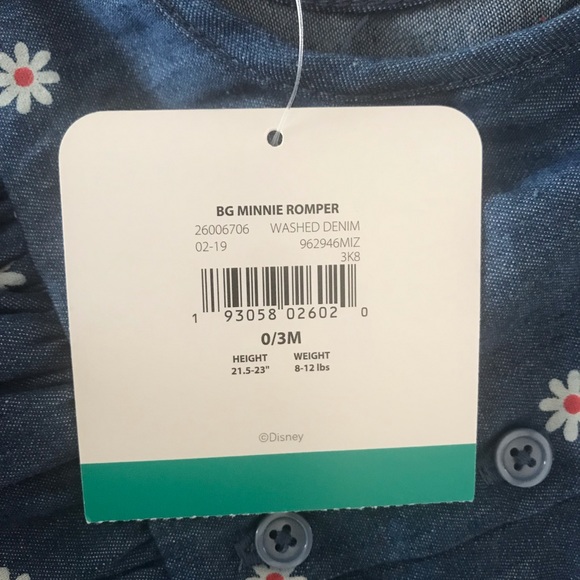 BG MINNIE ROMPER
26006706 WASHED DENIM
02-19 962946MIZ
3K8
1 93058 02602 0
0/3M
HEIGHT WEIGHT
21.5-23" 8-12 lbs
©Disney